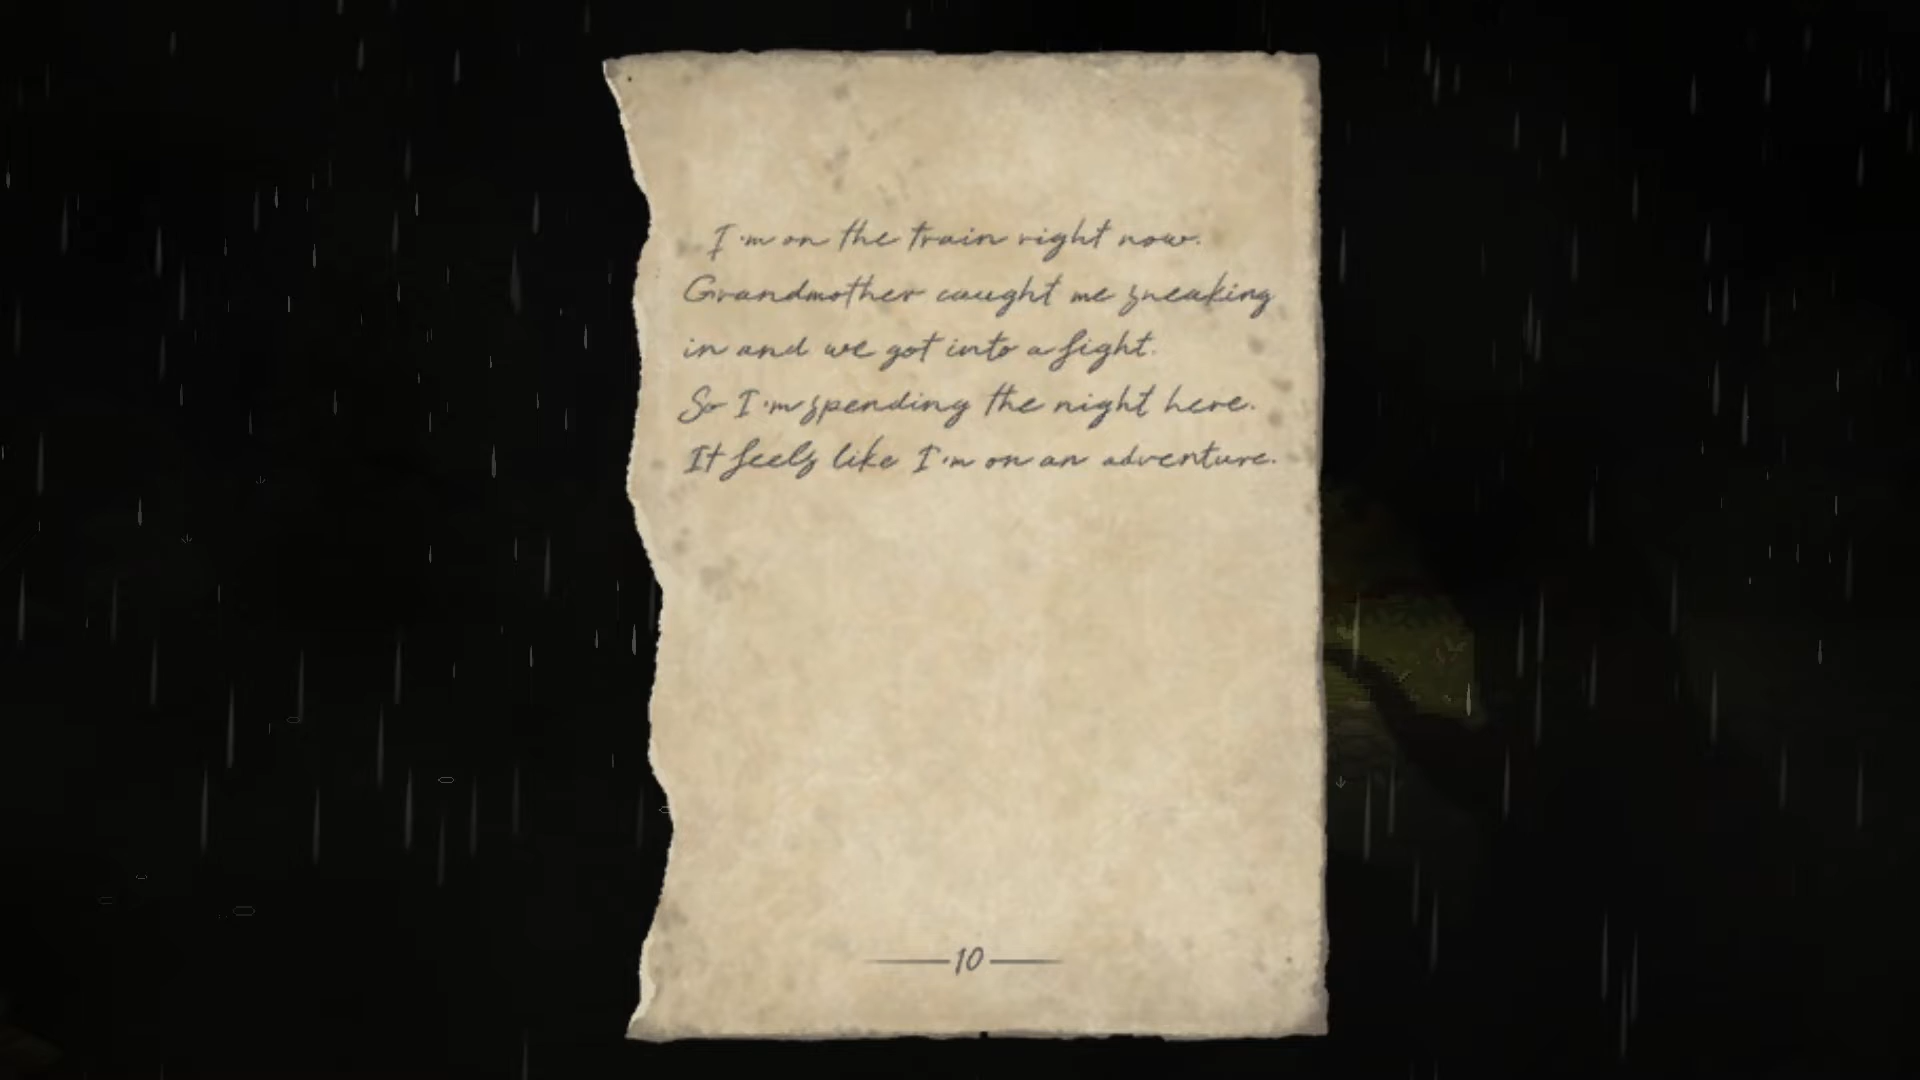 I'm on the train right now.
Grandmother caught me sneaking
in and we got into a fight.
So I'm spending the night here.
It feels like I'm on an adventure.
10